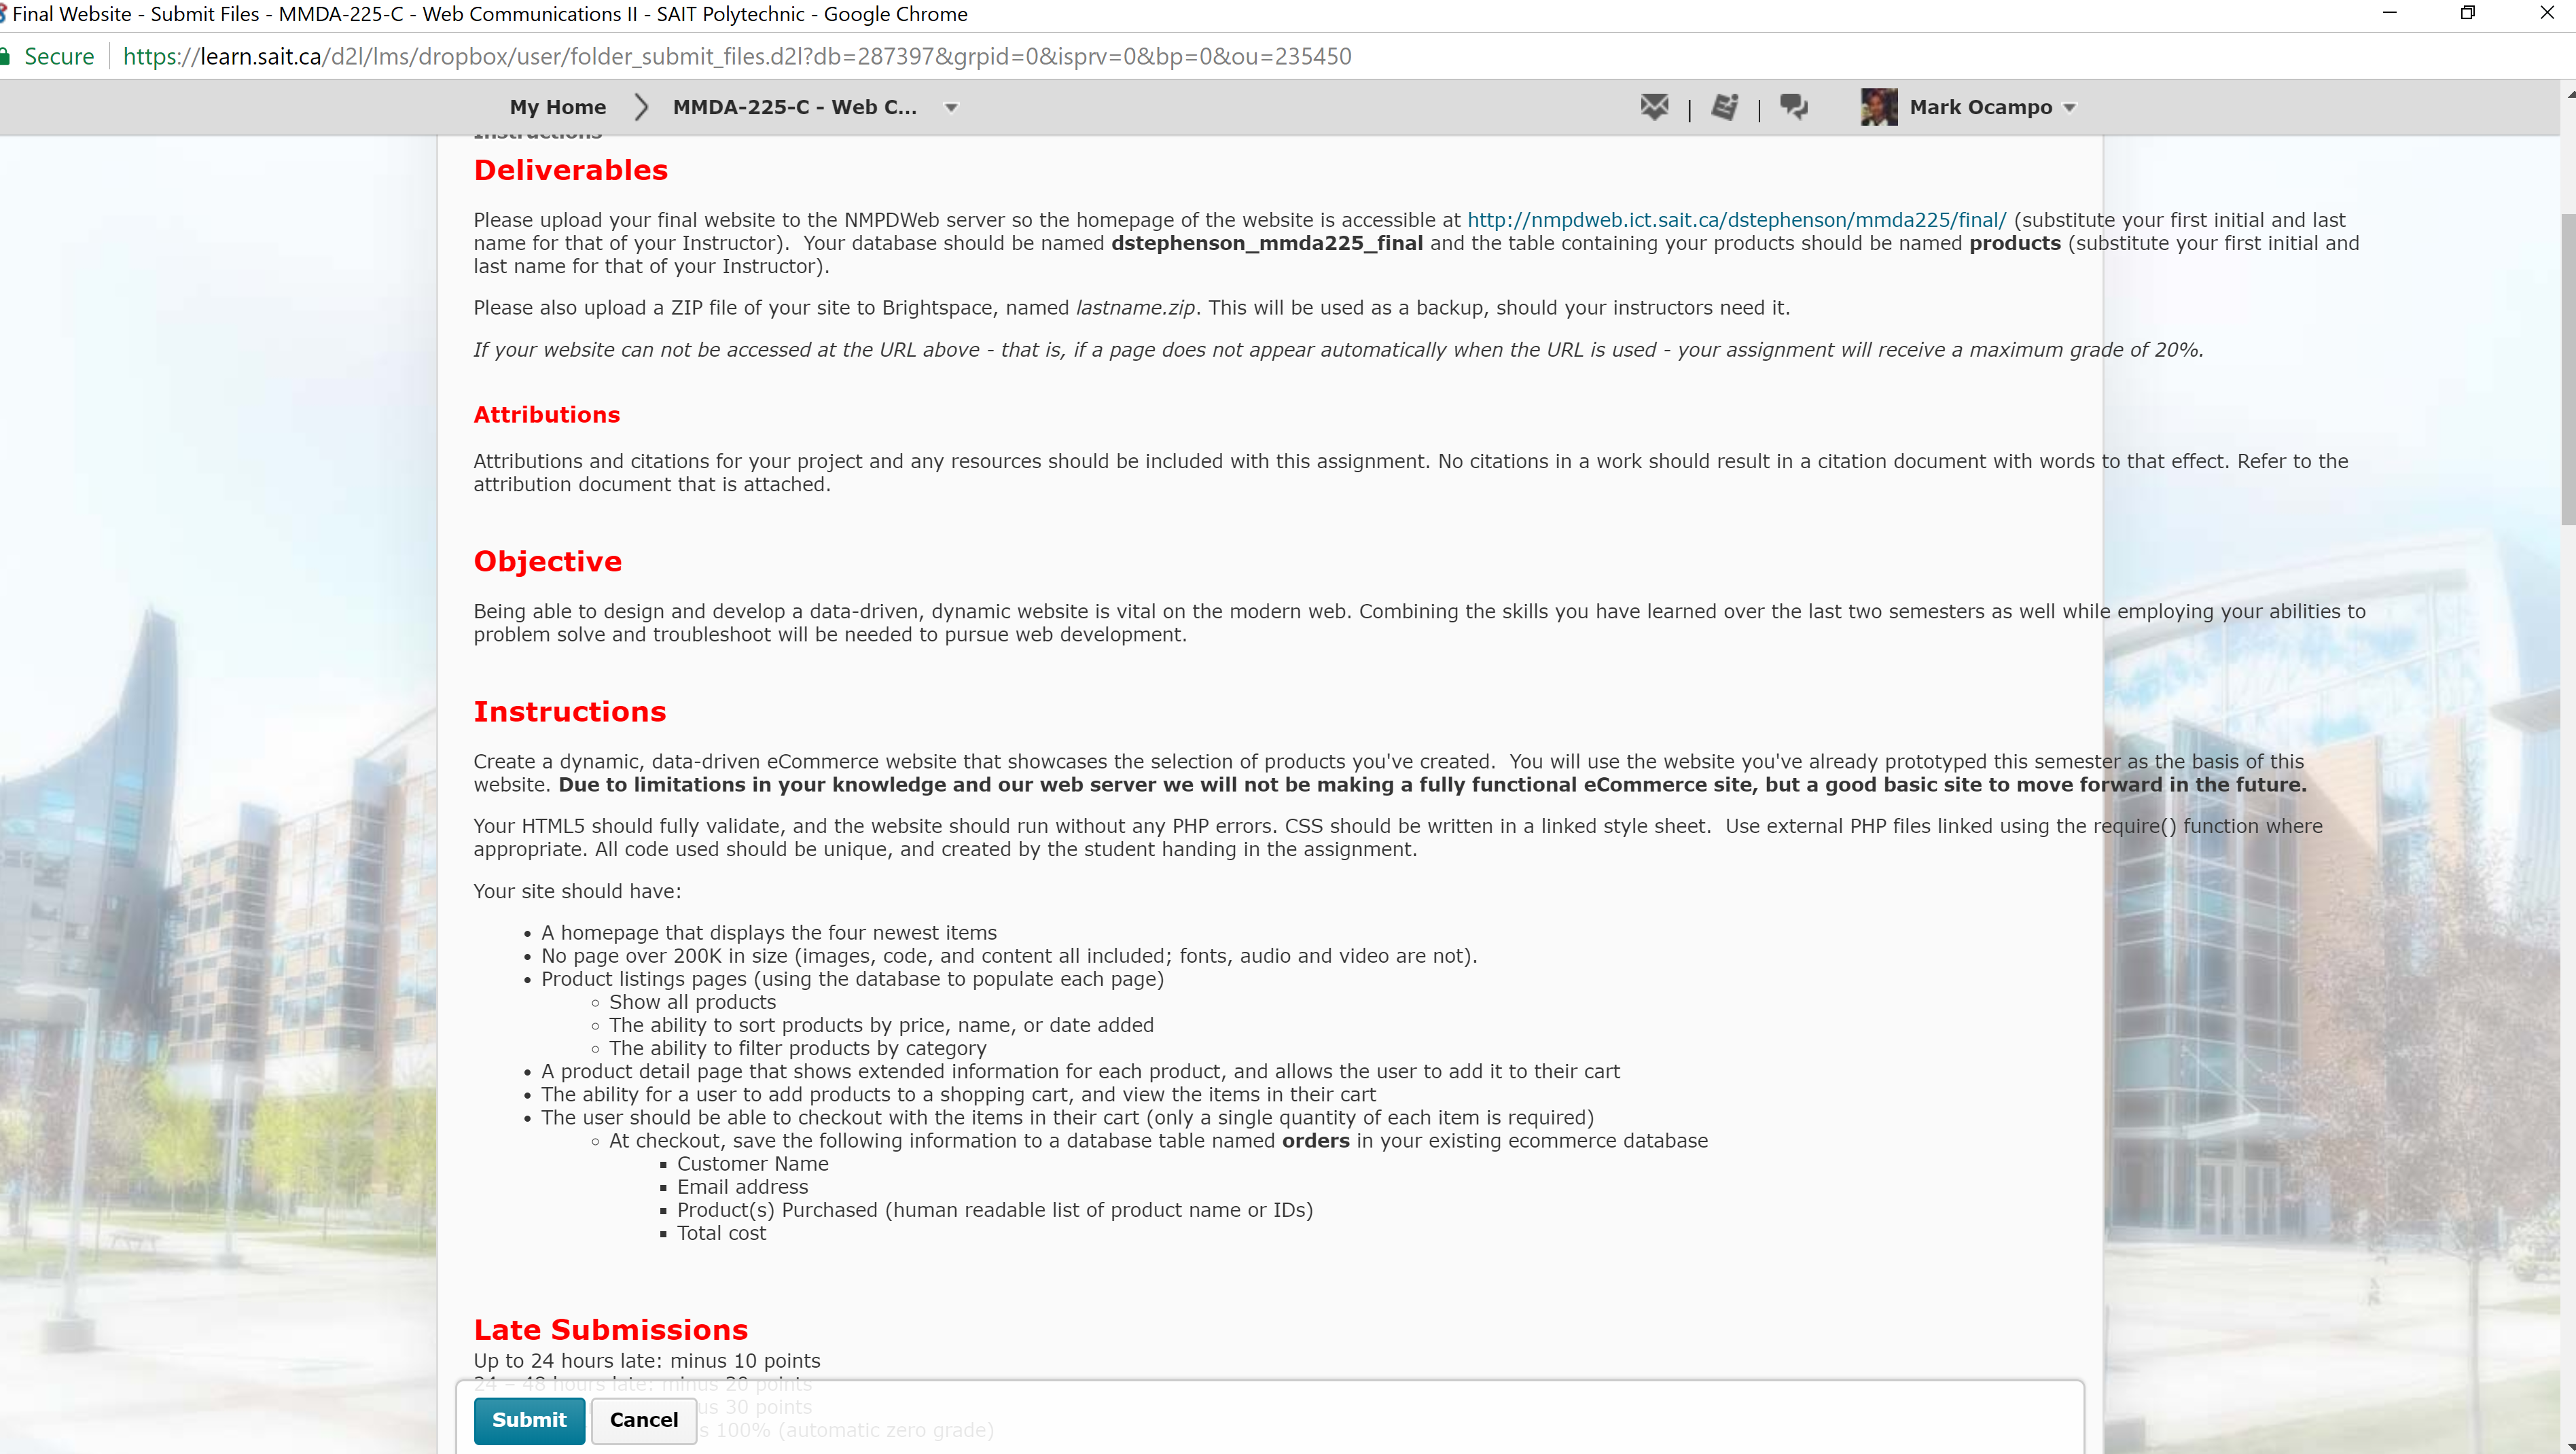 Final Website - Submit Files - MMDA-225-C - Web Communications II - SAIT Polytechnic - Google Chrome
Secure https://learn.sait.ca/d2l/lms/dropbox/user/folder_submit_files.d2l?db=287397&grpid=0&isprv=0&bp=0&ou=235450
My Home MMDA-225-C - Web C... | | Mark Ocampo
Instructions
Deliverables
Please upload your final website to the NMPDWeb server so the homepage of the website is accessible at http://nmpdweb.ict.sait.ca/dstephenson/mmda225/final/ (substitute your first initial and last
name for that of your Instructor).  Your database should be named dstephenson_mmda225_final and the table containing your products should be named products (substitute your first initial and
last name for that of your Instructor).
Please also upload a ZIP file of your site to Brightspace, named lastname.zip. This will be used as a backup, should your instructors need it.
If your website can not be accessed at the URL above - that is, if a page does not appear automatically when the URL is used - your assignment will receive a maximum grade of 20%.
Attributions
Attributions and citations for your project and any resources should be included with this assignment. No citations in a work should result in a citation document with words to that effect. Refer to the
attribution document that is attached.
Objective
Being able to design and develop a data-driven, dynamic website is vital on the modern web. Combining the skills you have learned over the last two semesters as well while employing your abilities to
problem solve and troubleshoot will be needed to pursue web development.
Instructions
Create a dynamic, data-driven eCommerce website that showcases the selection of products you've created.  You will use the website you've already prototyped this semester as the basis of this
website. Due to limitations in your knowledge and our web server we will not be making a fully functional eCommerce site, but a good basic site to move forward in the future.
Your HTML5 should fully validate, and the website should run without any PHP errors. CSS should be written in a linked style sheet.  Use external PHP files linked using the require() function where
appropriate. All code used should be unique, and created by the student handing in the assignment.
Your site should have:
• A homepage that displays the four newest items
• No page over 200K in size (images, code, and content all included; fonts, audio and video are not).
• Product listings pages (using the database to populate each page)
◦ Show all products
◦ The ability to sort products by price, name, or date added
◦ The ability to filter products by category
• A product detail page that shows extended information for each product, and allows the user to add it to their cart
• The ability for a user to add products to a shopping cart, and view the items in their cart
• The user should be able to checkout with the items in their cart (only a single quantity of each item is required)
◦ At checkout, save the following information to a database table named orders in your existing ecommerce database
▪ Customer Name
▪ Email address
▪ Product(s) Purchased (human readable list of product name or IDs)
▪ Total cost
Late Submissions
Up to 24 hours late: minus 10 points
24 – 48 hours late: minus 20 points
us 30 points
s 100% (automatic zero grade)
Submit Cancel